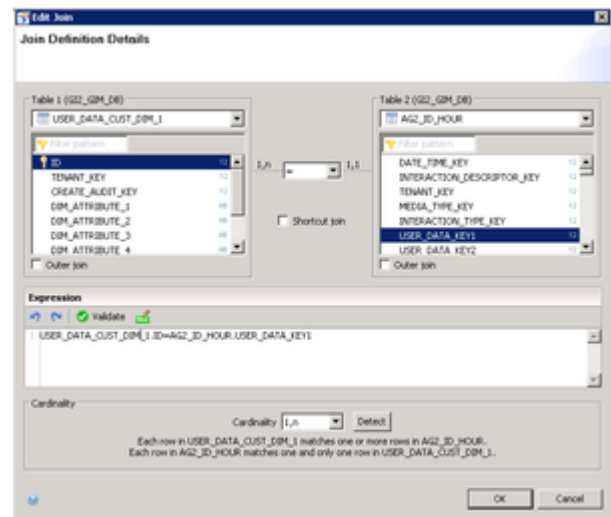 Edit Join
Join Definition Details
Table 1 (GI2_GIM_DB)
USER_DATA_CUST_DIM_1
Filter pattern
ID
TENANT_KEY
CREATE_AUDIT_KEY
DIM_ATTRIBUTE_1
DIM_ATTRIBUTE_2
DIM_ATTRIBUTE_3
DIM_ATTRIBUTE_4
Outer join
1,n
=
1,1
Shortcut join
Table 2 (GI2_GIM_DB)
AG2_ID_HOUR
Filter pattern
DATE_TIME_KEY
INTERACTION_DESCRIPTOR_KEY
TENANT_KEY
MEDIA_TYPE_KEY
INTERACTION_TYPE_KEY
USER_DATA_KEY1
USER_DATA_KEY2
Outer join
Expression
Validate
1 USER_DATA_CUST_DIM_1.ID=AG2_ID_HOUR.USER_DATA_KEY1
Cardinality
Cardinality 1,n Detect
Each row in USER_DATA_CUST_DIM_1 matches one or more rows in AG2_ID_HOUR.
Each row in AG2_ID_HOUR matches one and only one row in USER_DATA_CUST_DIM_1.
OK Cancel